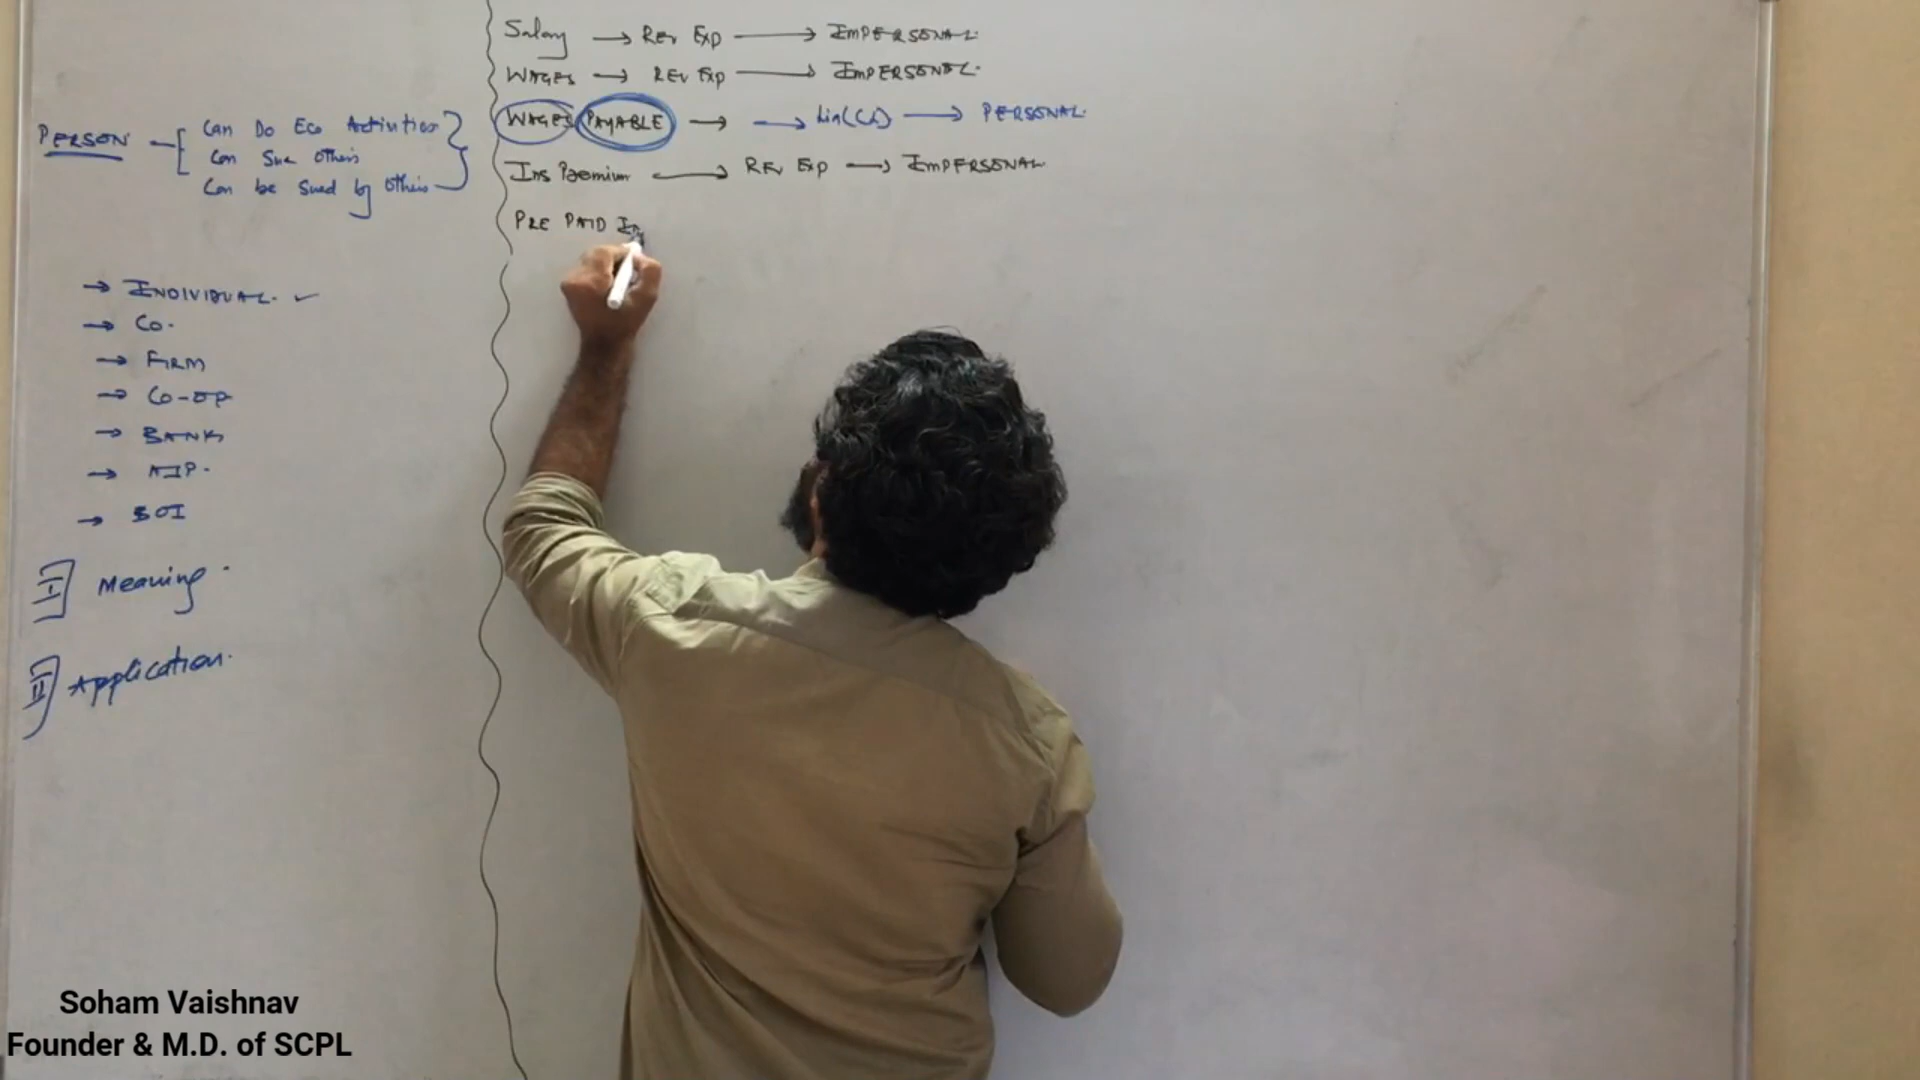 PERSON
Can Do Eco Activities
Can Sue Others
Can be Sued by Others
→ INDIVIDUAL. ✓
→ Co.
→ FIRM
→ CO-OP
→ BANK
→ AJP.
→ BOI
I Meaning.
II Application.
Salary → Rev Exp → IMPERSONAL
WAGES → REV EXP → IMPERSONAL.
WAGES PAYABLE → → Lia(CL) → PERSONAL.
Ins Premium → REV EXP → IMPERSONAL
PRE PAID In
Soham Vaishnav
Founder & M.D. of SCPL